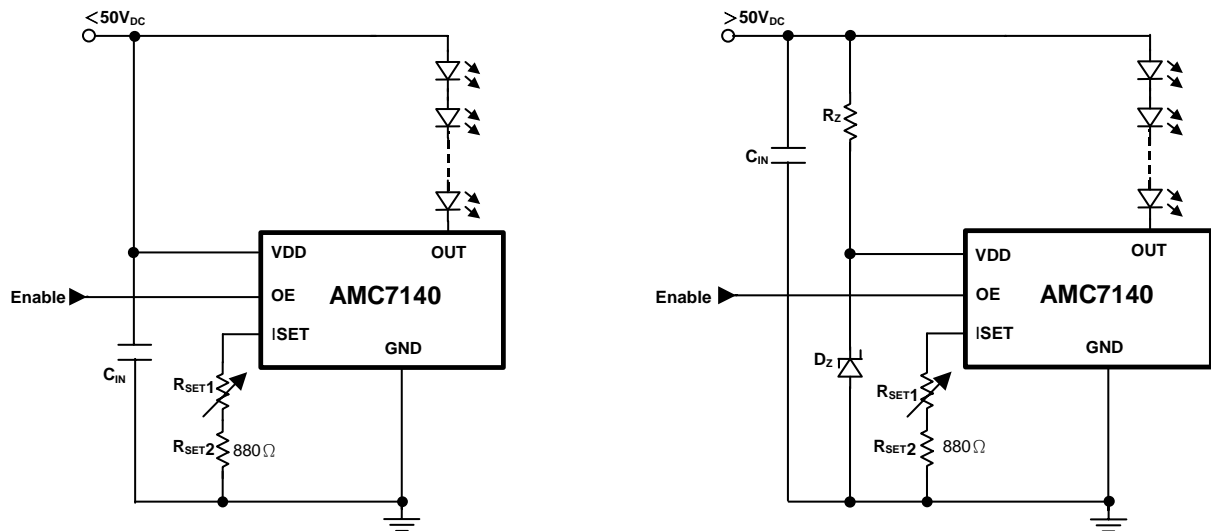 <50VDC
VDD
OUT
Enable
OE
AMC7140
ISET
GND
CIN
RSET1
RSET2
880Ω
>50VDC
RZ
CIN
VDD
OUT
Enable
OE
AMC7140
ISET
GND
DZ
RSET1
RSET2
880Ω